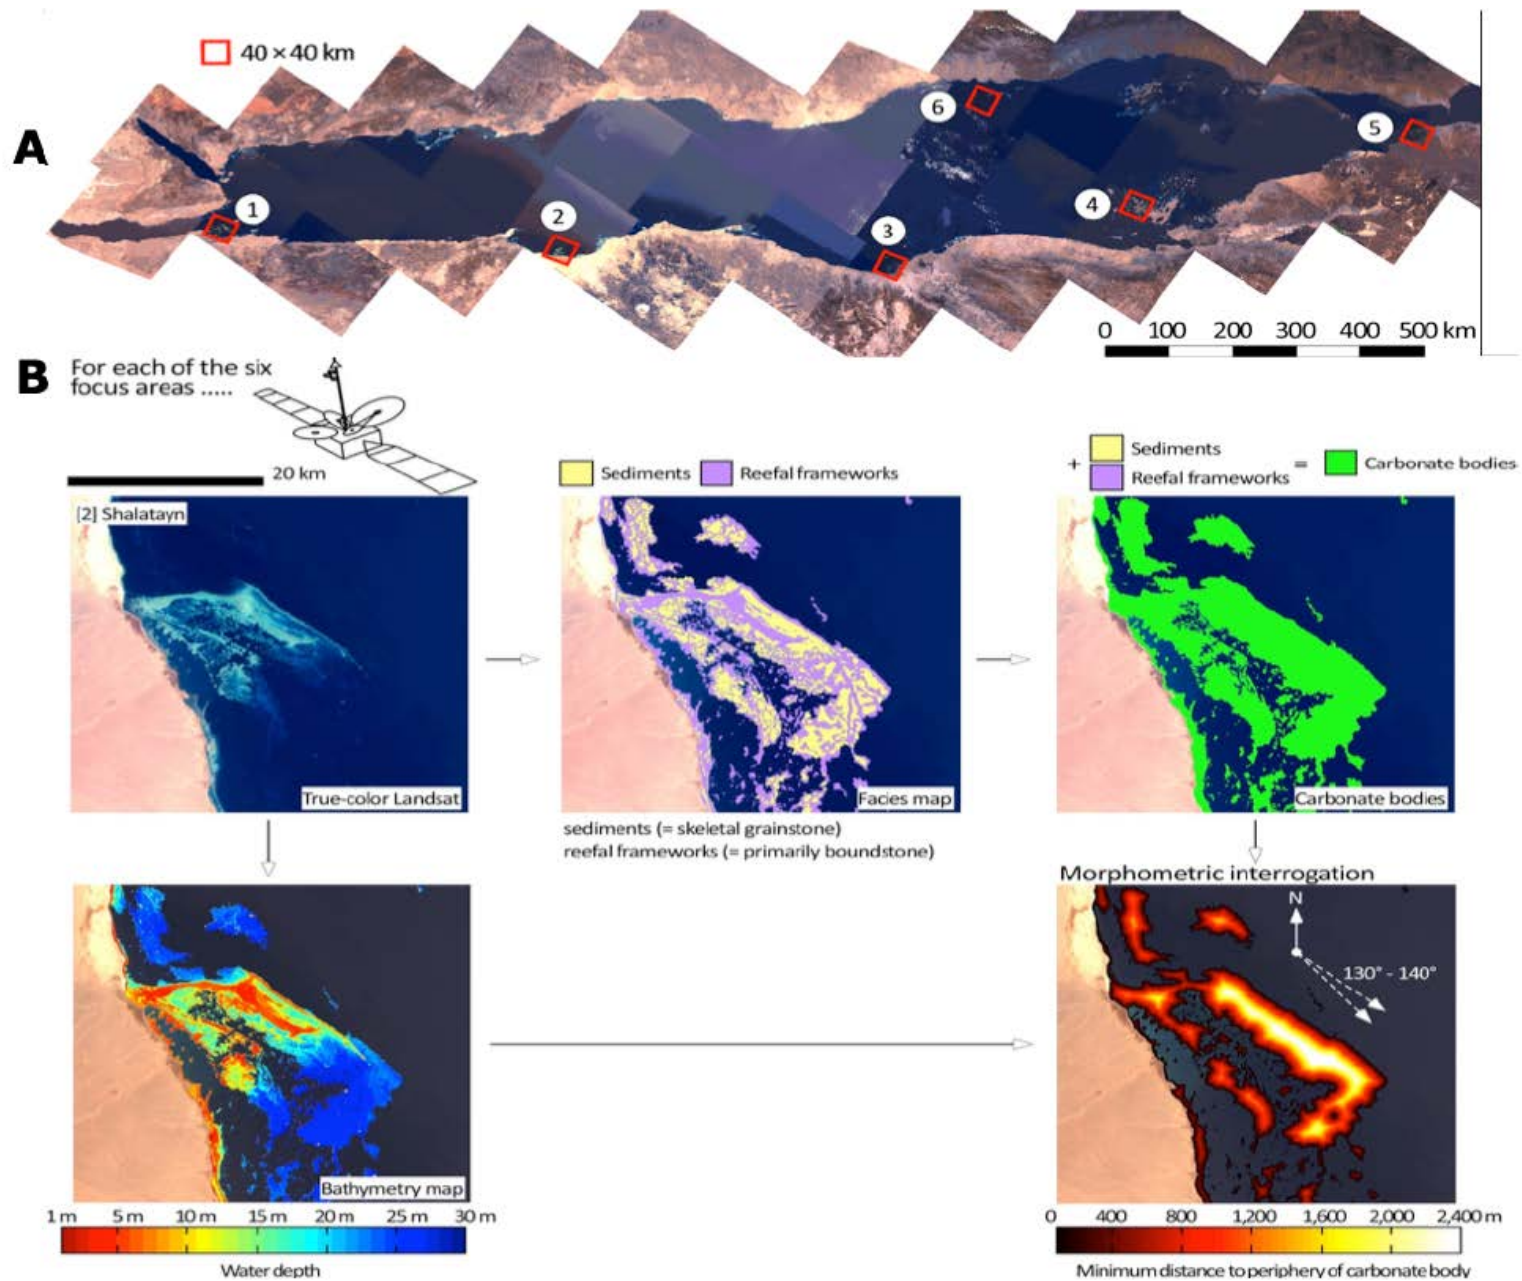 A
40 × 40 km
1
2
3
4
5
6
0 100 200 300 400 500 km
B
For each of the six
focus areas .....
20 km
[2] Shalatayn
True-color Landsat
Sediments Reefal frameworks
Facies map
sediments (= skeletal grainstone)
reefal frameworks (= primarily boundstone)
+ Sediments
Reefal frameworks = Carbonate bodies
Carbonate bodies
Bathymetry map
1 m 5 m 10 m 15 m 20 m 25 m 30 m
Water depth
Morphometric interrogation
N
130° - 140°
0 400 800 1,200 1,600 2,000 2,400 m
Minimum distance to periphery of carbonate body